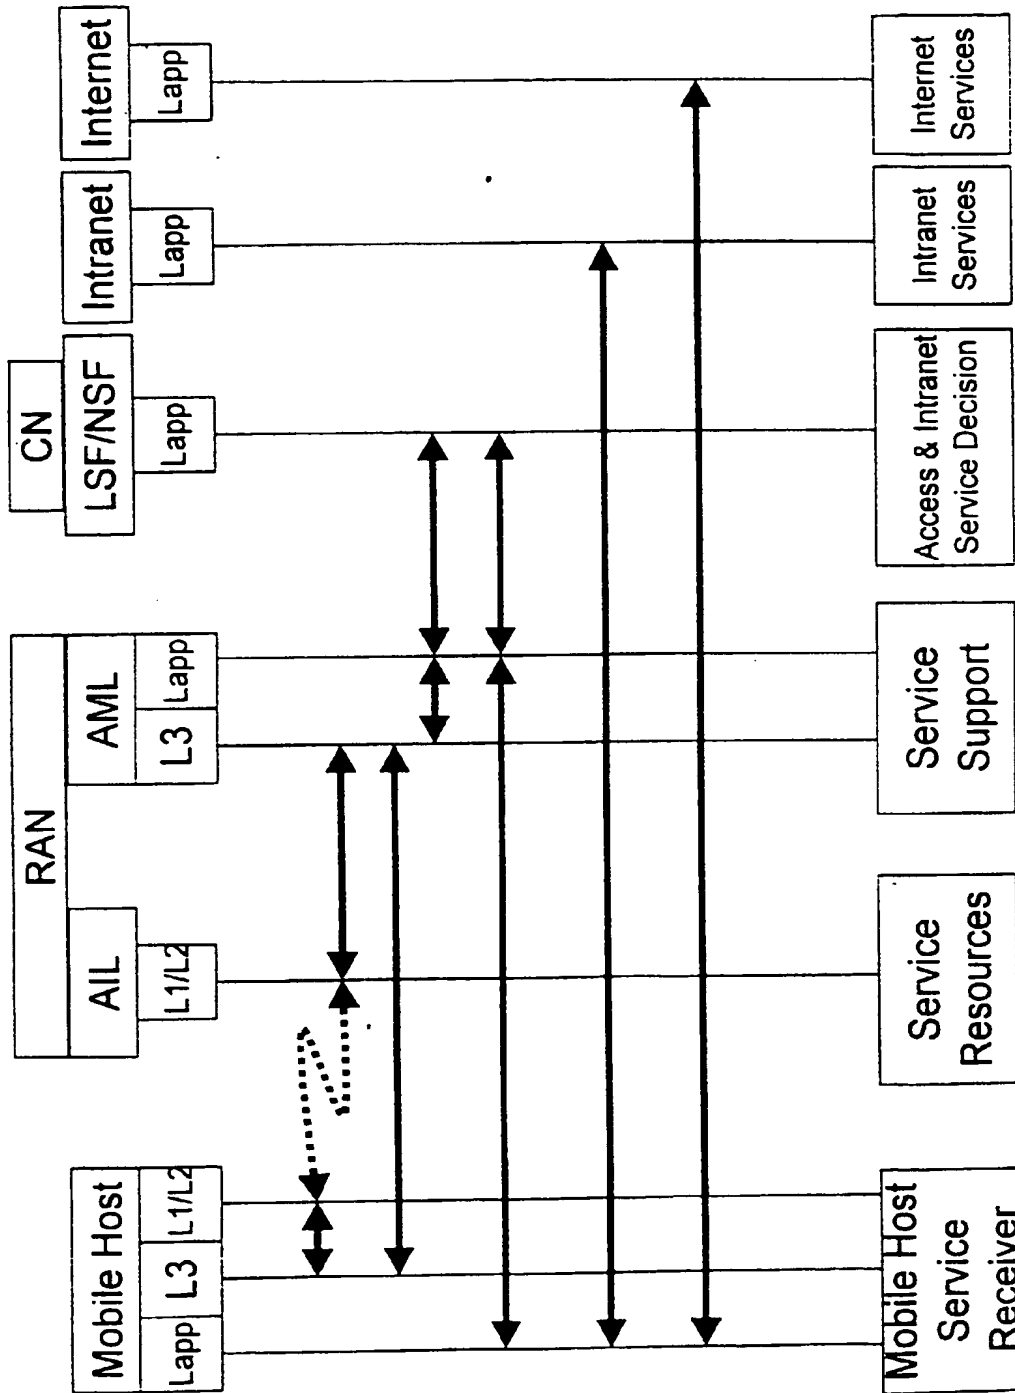 Mobile Host
Lapp
L3
L1/L2
RAN
AIL
L1/L2
AML
L3
Lapp
CN
LSF/NSF
Lapp
Intranet
Lapp
Internet
Lapp
Mobile Host
Service
Receiver
Service
Resources
Service
Support
Access & Intranet
Service Decision
Intranet
Services
Internet
Services